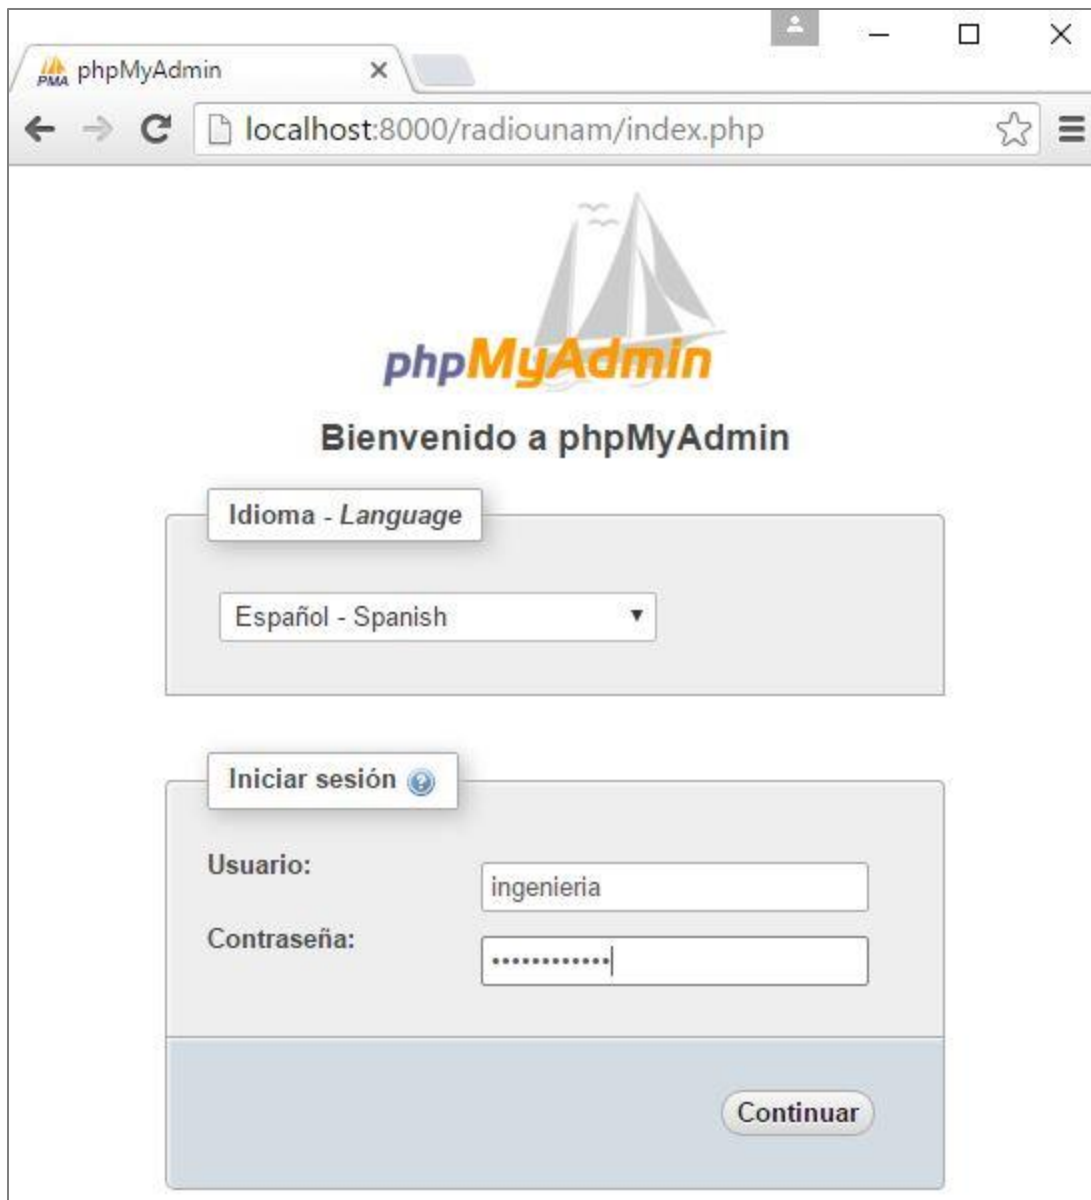 PMA phpMyAdmin
localhost:8000/radiounam/index.php
phpMyAdmin
Bienvenido a phpMyAdmin
Idioma - Language
Español - Spanish
Iniciar sesión
Usuario:
ingenieria
Contraseña:
••••••••••••
Continuar